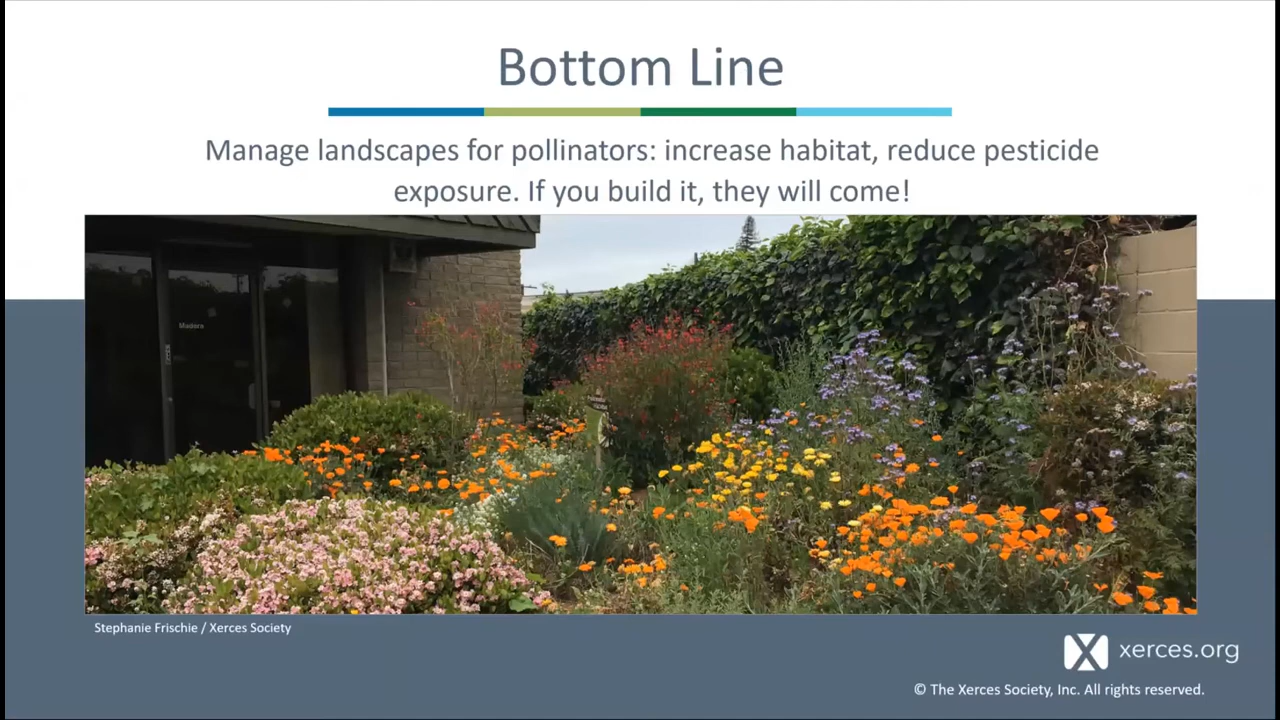 Bottom Line
Manage landscapes for pollinators: increase habitat, reduce pesticide
exposure. If you build it, they will come!
Madera
Stephanie Frischie / Xerces Society
xerces.org
© The Xerces Society, Inc. All rights reserved.